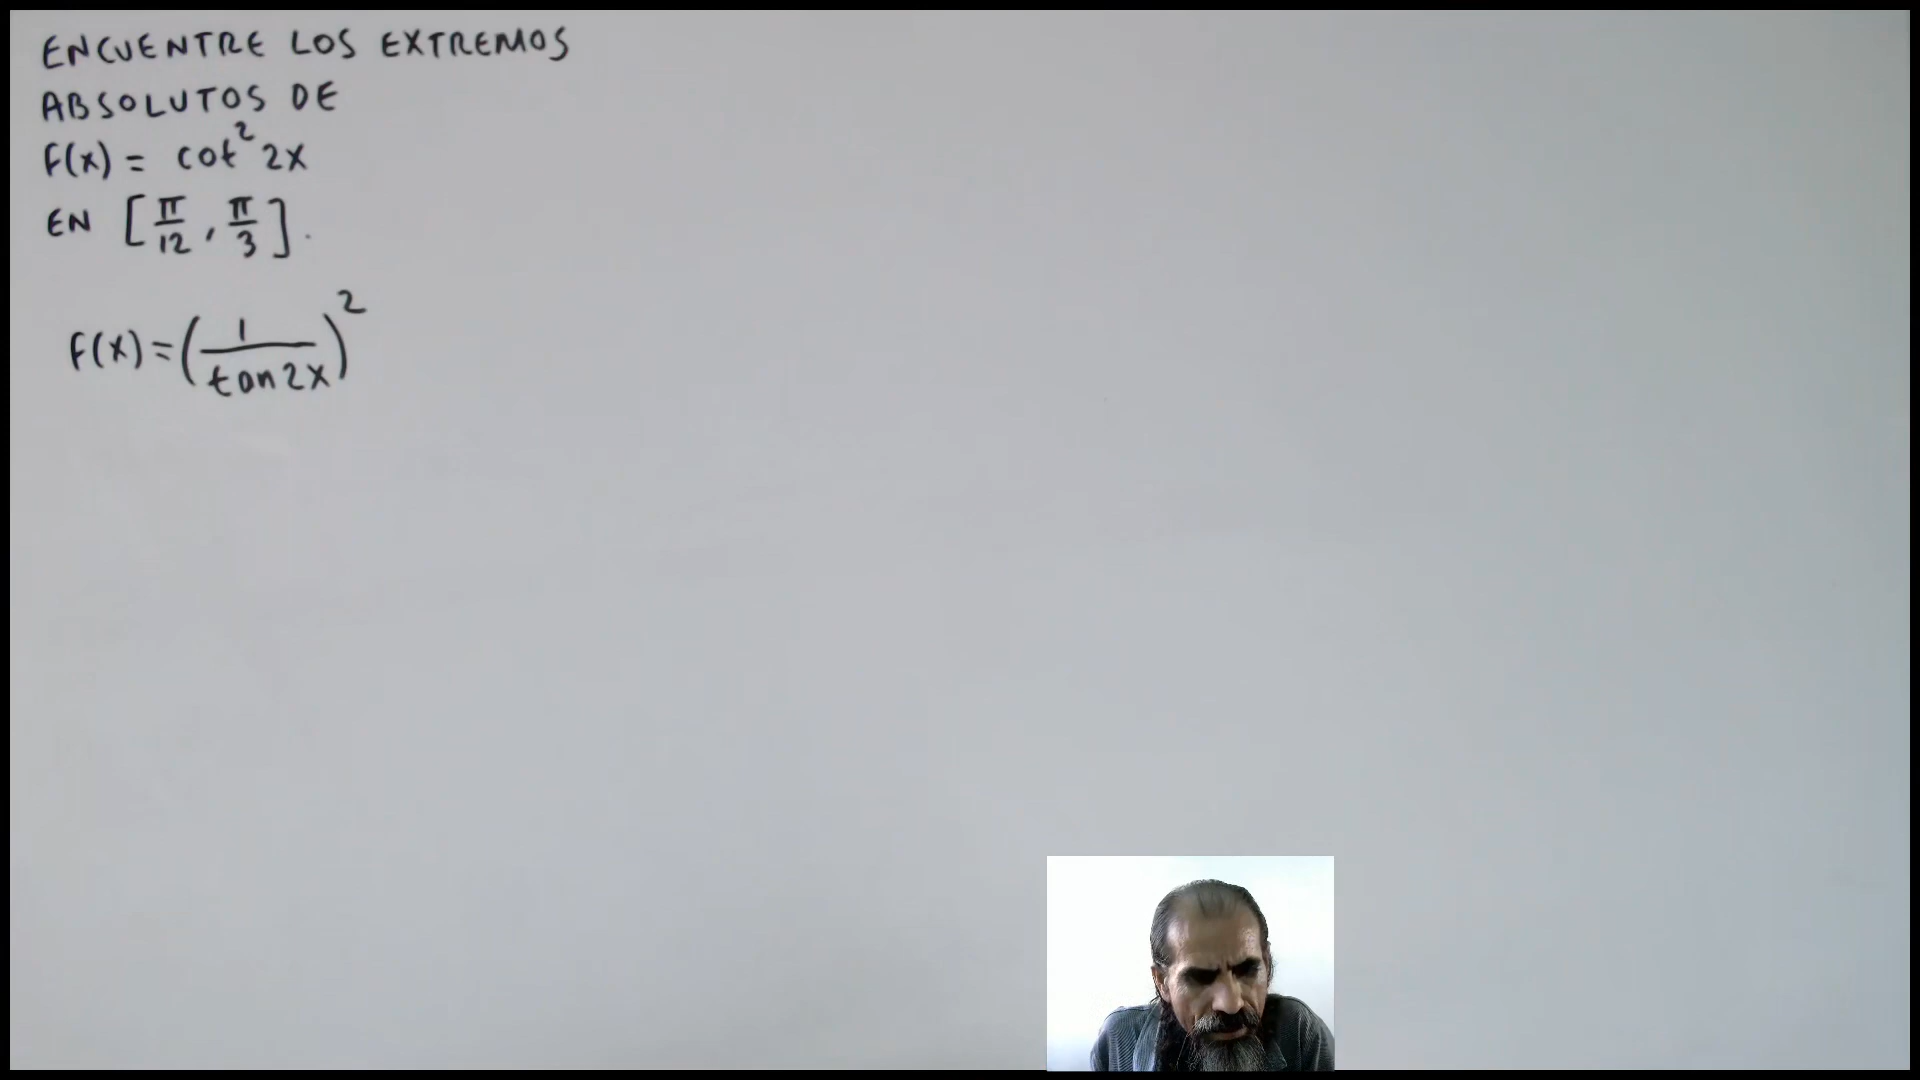 ENCUENTRE LOS EXTREMOS
ABSOLUTOS DE
F(x) = cot² 2x
EN [π/12, π/3].
F(x) = (1/tan 2x)²